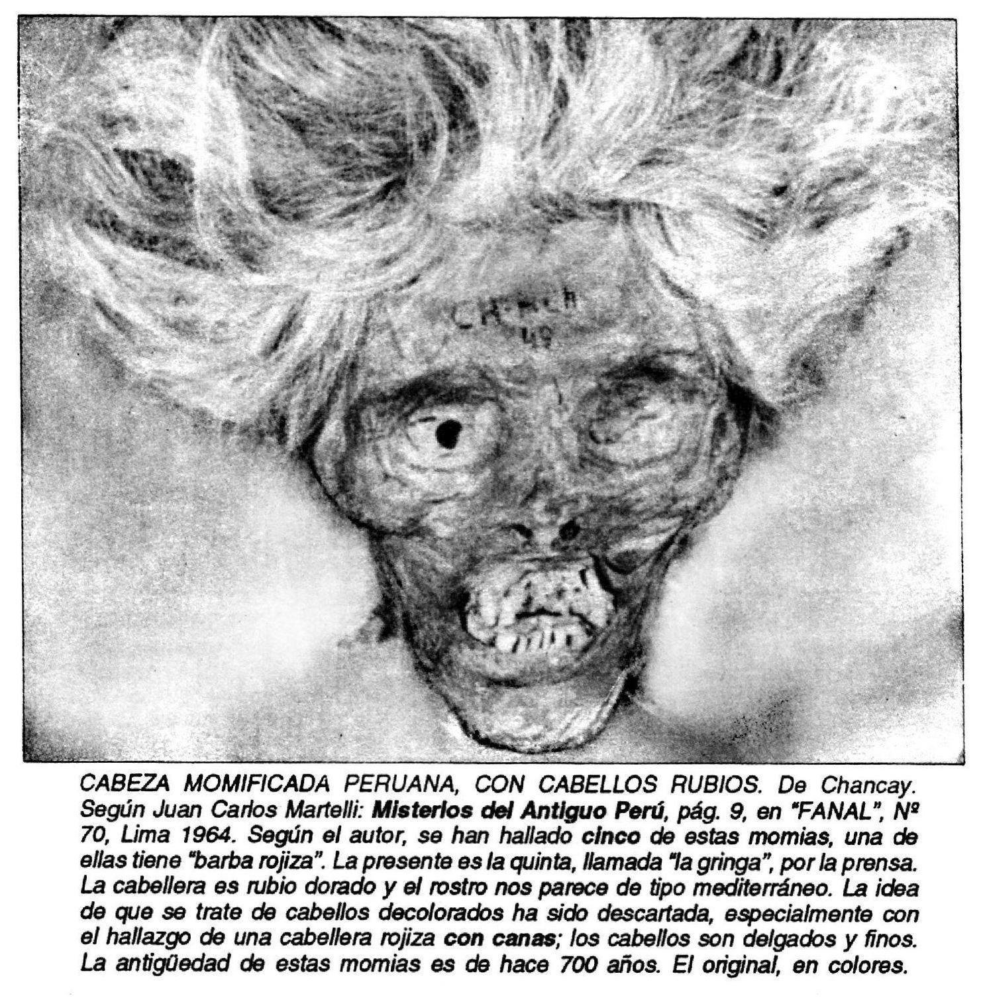 49
CABEZA MOMIFICADA PERUANA, CON CABELLOS RUBIOS. De Chancay.
Según Juan Carlos Martelli: Misterios del Antiguo Perú, pág. 9, en "FANAL", Nº
70, Lima 1964. Según el autor, se han hallado cinco de estas momias, una de
ellas tiene "barba rojiza". La presente es la quinta, llamada "la gringa", por la prensa.
La cabellera es rubio dorado y el rostro nos parece de tipo mediterráneo. La idea
de que se trate de cabellos decolorados ha sido descartada, especialmente con
el hallazgo de una cabellera rojiza con canas; los cabellos son delgados y finos.
La antigüedad de estas momias es de hace 700 años. El original, en colores.